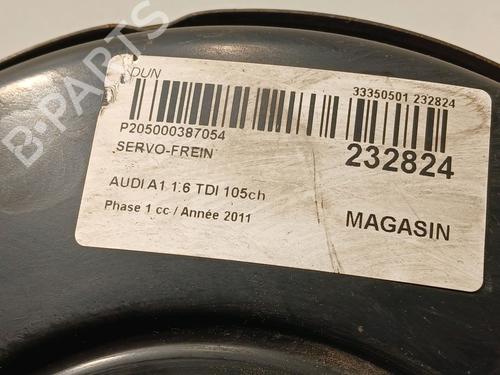 DUN
33350501 232824
P205000387054
SERVO-FREIN
232824
AUDI A1 1.6 TDI 105ch
Phase 1 cc / Année 2011
MAGASIN
B-PARTS